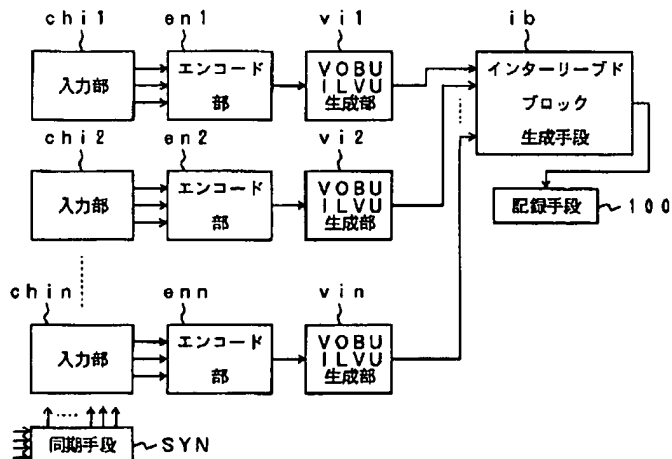 chi1
en1
vi1
ib
入力部
エンコード
部
VOBU
ILVU
生成部
インターリーブド
ブロック
生成手段
chi2
en2
vi2
入力部
エンコード
部
VOBU
ILVU
生成部
記録手段
100
chin
enn
vin
入力部
エンコード
部
VOBU
ILVU
生成部
同期手段
SYN